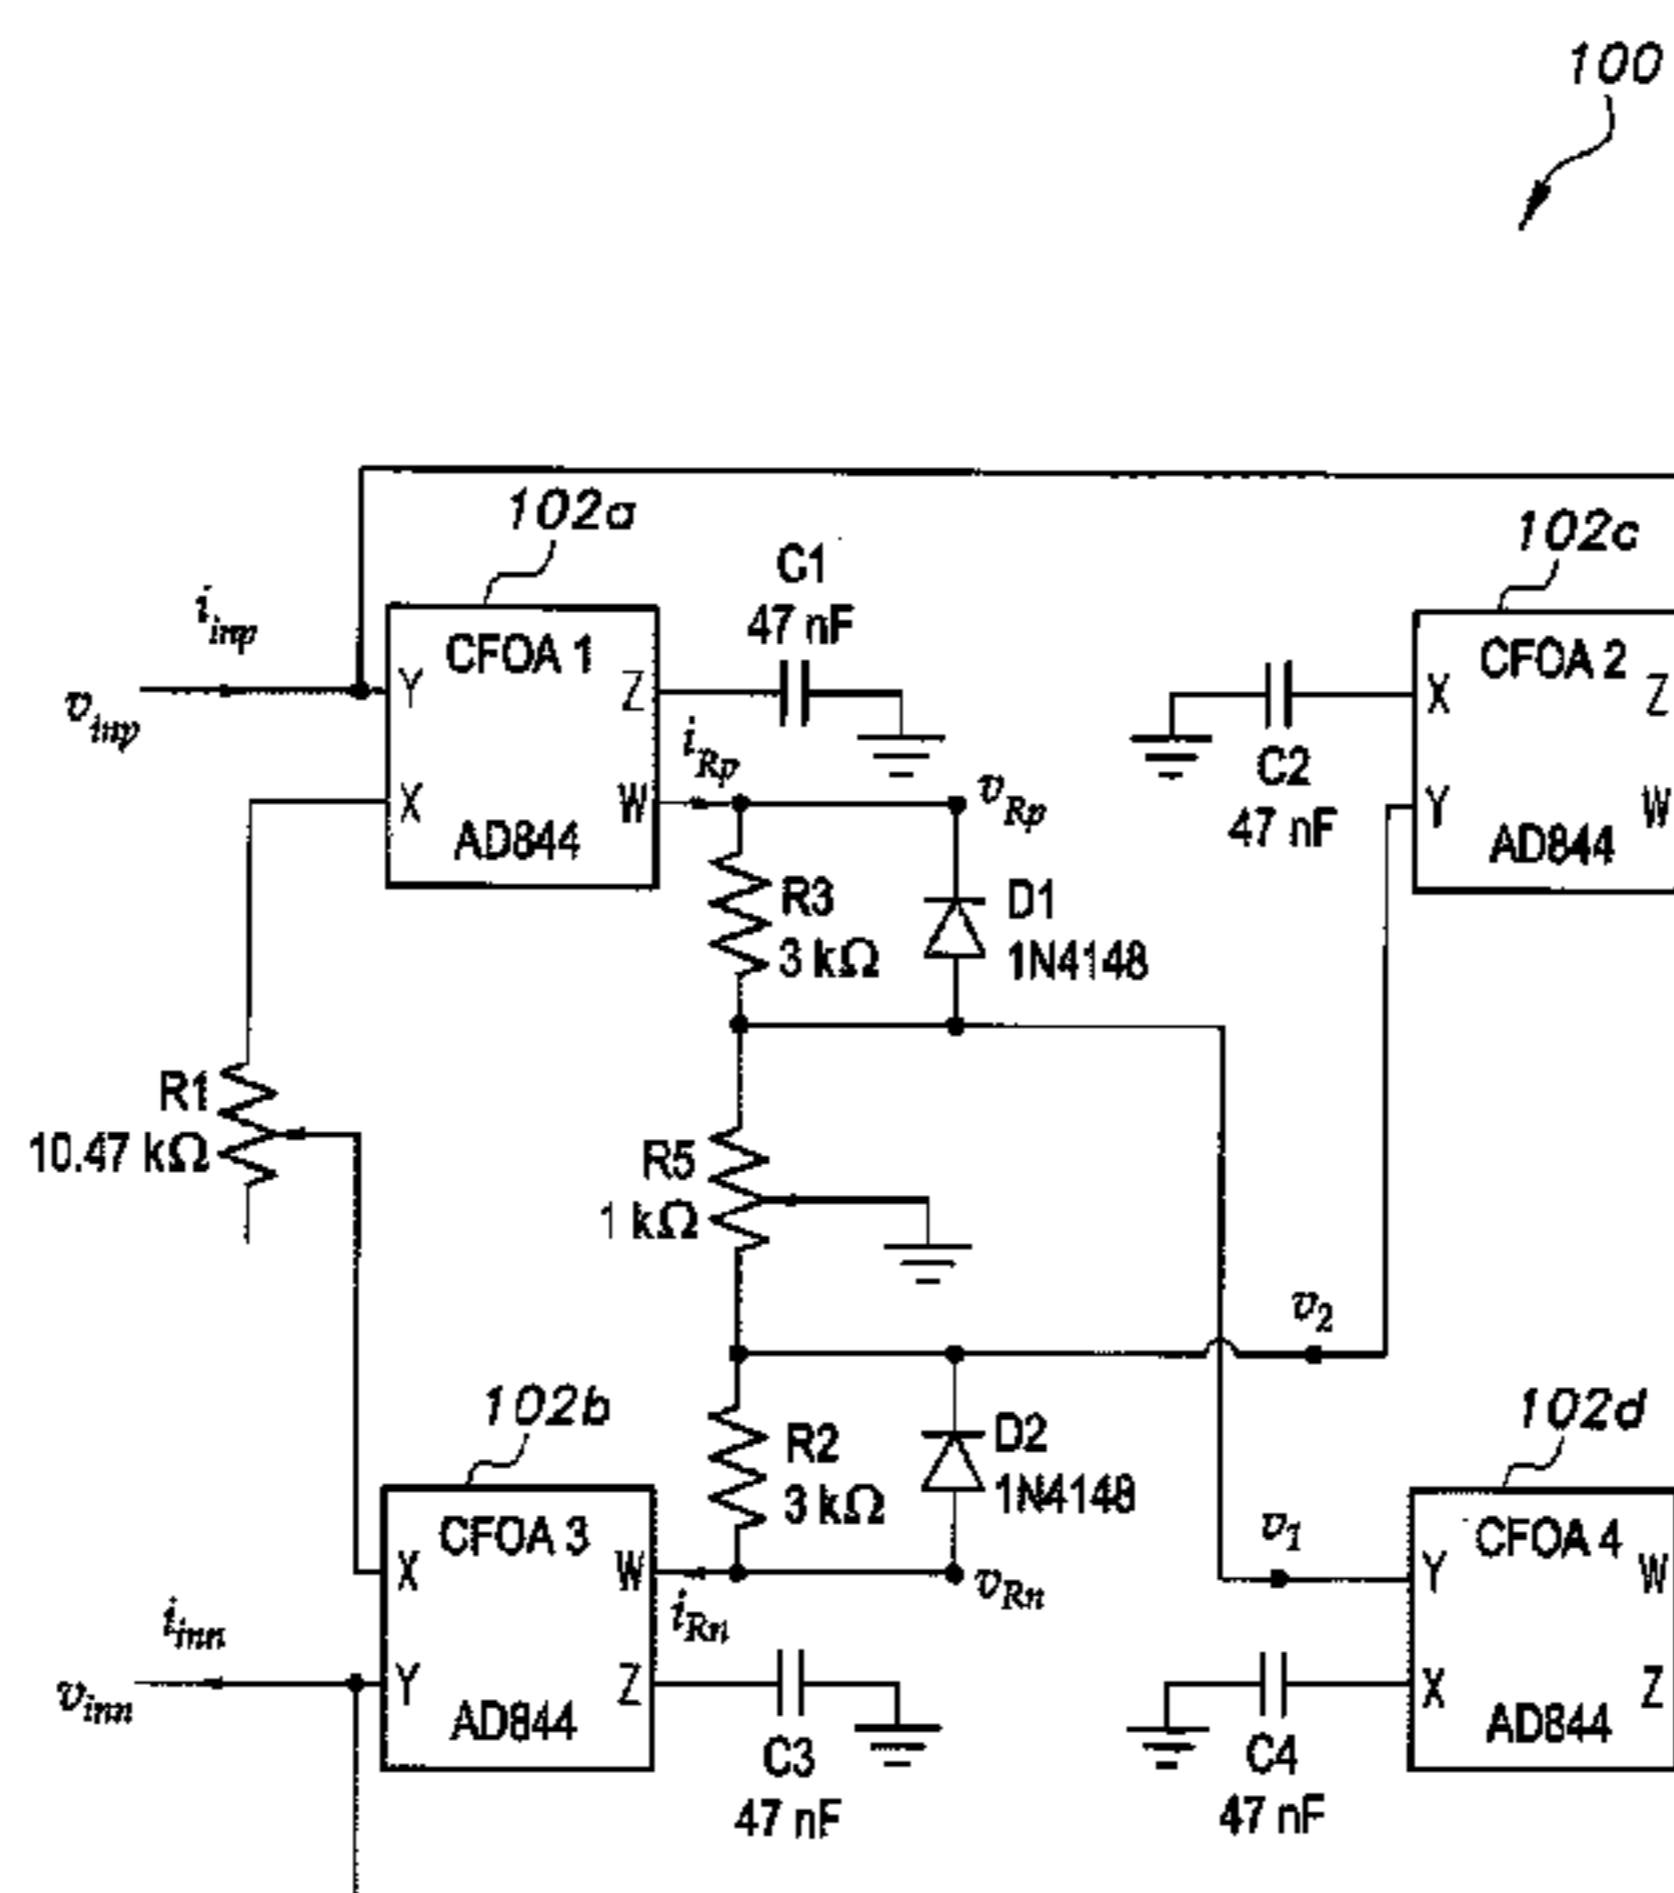 100
102a
102c
C1
47 nF
i_inp
CFOA 1
CFOA 2
Y
Z
X
Z
v_inp
i_Rp
C2
47 nF
v_Rp
X
W
Y
W
AD844
AD844
R3
3 kΩ
D1
1N4148
R1
10.47 kΩ
R5
1 kΩ
v_2
102b
102d
R2
3 kΩ
D2
1N4148
CFOA 3
v_1
CFOA 4
X
W
v_Rn
Y
W
i_inn
i_Rn
v_inn
Y
Z
X
Z
AD844
AD844
C3
47 nF
C4
47 nF